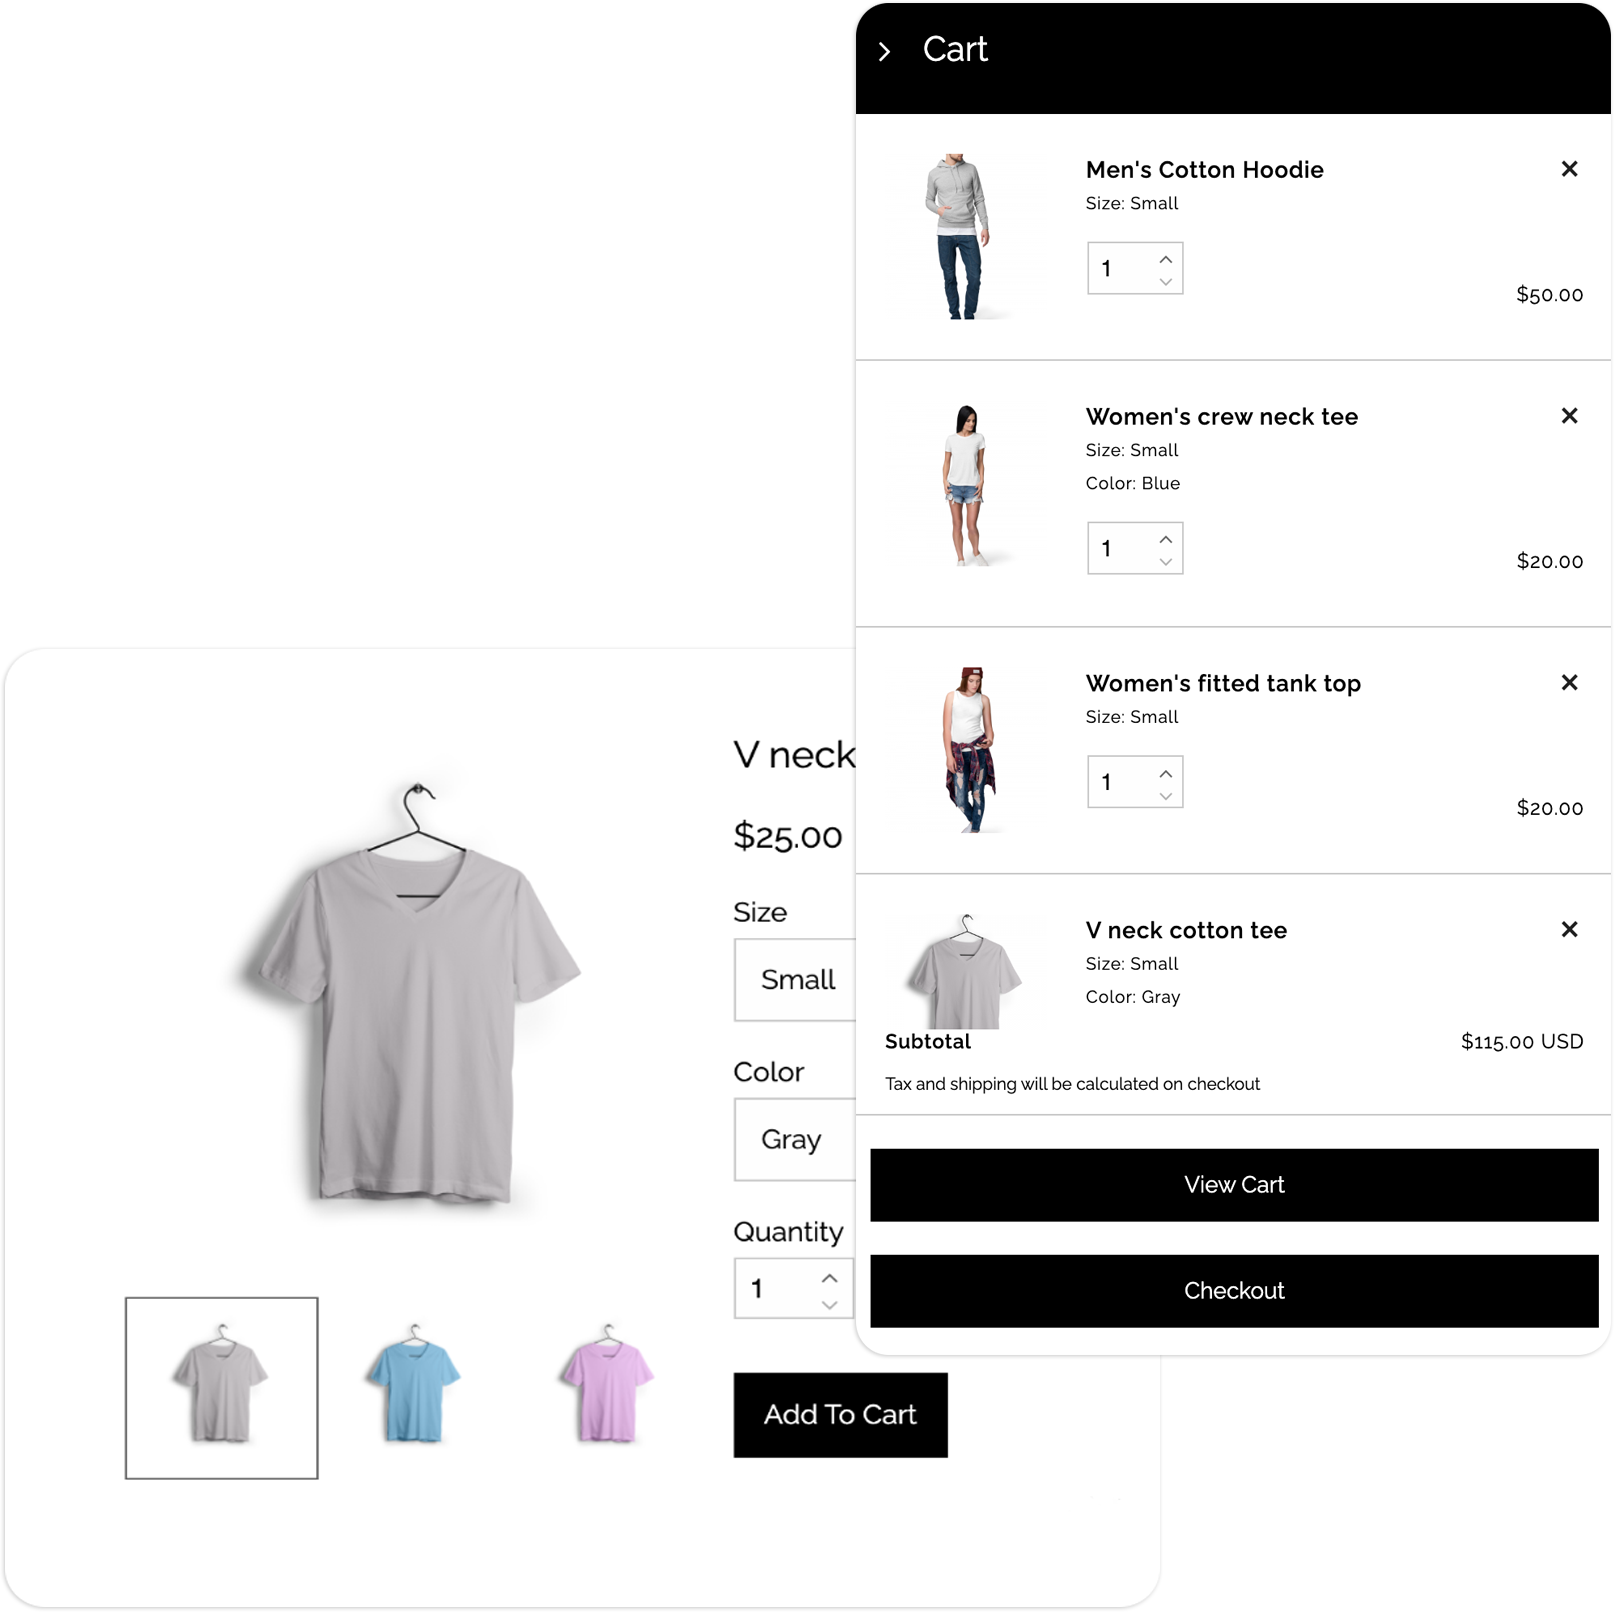 Cart
Men's Cotton Hoodie
Size: Small
1
$50.00
Women's crew neck tee
Size: Small
Color: Blue
1
$20.00
Women's fitted tank top
Size: Small
1
$20.00
V neck cotton tee
Size: Small
Color: Gray
Subtotal $115.00 USD
Tax and shipping will be calculated on checkout
View Cart
Checkout
V neck
$25.00
Size
Small
Color
Gray
Quantity
1
Add To Cart